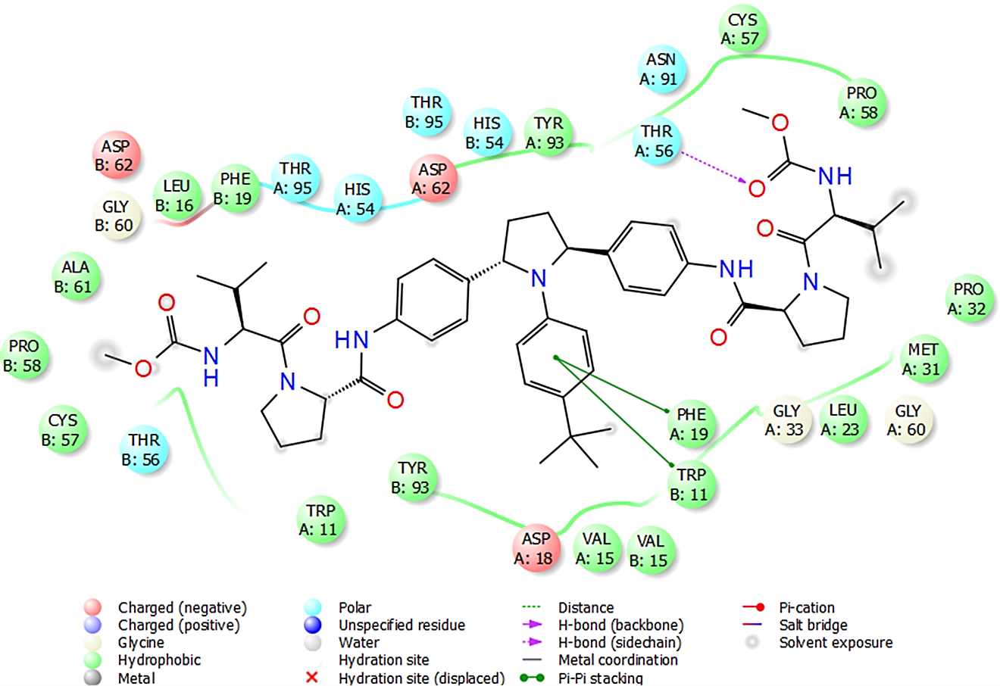 CYS
A: 57
ASN
A: 91
PRO
A: 58
THR
B: 95
HIS
B: 54
TYR
A: 93
THR
A: 56
O
O
NH
ASP
B: 62
LEU
B: 16
PHE
B: 19
THR
A: 95
HIS
A: 54
ASP
A: 62
GLY
B: 60
O
ALA
B: 61
N
NH
N
O
PRO
A: 32
O
O
HN
PRO
B: 58
O
N
H
N
O
MET
A: 31
CYS
B: 57
THR
B: 56
PHE
A: 19
GLY
A: 33
LEU
A: 23
GLY
A: 60
TYR
B: 93
TRP
B: 11
TRP
A: 11
ASP
A: 18
VAL
A: 15
VAL
B: 15
Charged (negative)
Charged (positive)
Glycine
Hydrophobic
Metal
Polar
Unspecified residue
Water
Hydration site
Hydration site (displaced)
Distance
H-bond (backbone)
H-bond (sidechain)
Metal coordination
Pi-Pi stacking
Pi-cation
Salt bridge
Solvent exposure